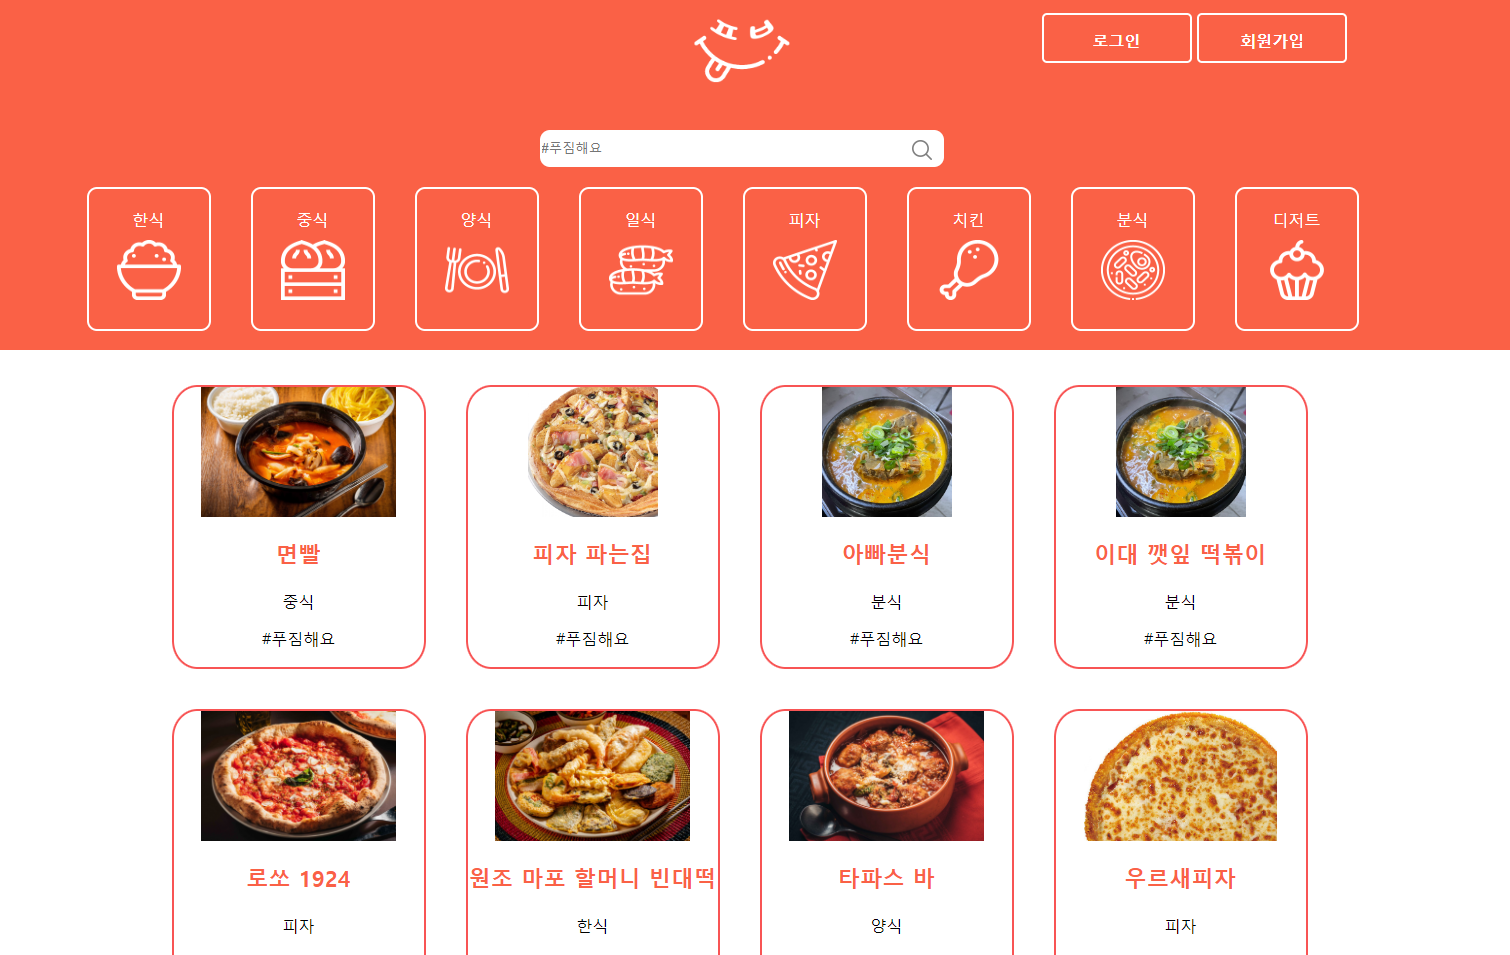 프 브
로그인
회원가입
#푸짐해요
한식
중식
양식
일식
피자
치킨
분식
디저트
면빨
피자 파는집
아빠분식
이대 깻잎 떡볶이
중식
피자
분식
분식
#푸짐해요
#푸짐해요
#푸짐해요
#푸짐해요
로쏘 1924
원조 마포 할머니 빈대떡
타파스 바
우르새피자
피자
한식
양식
피자